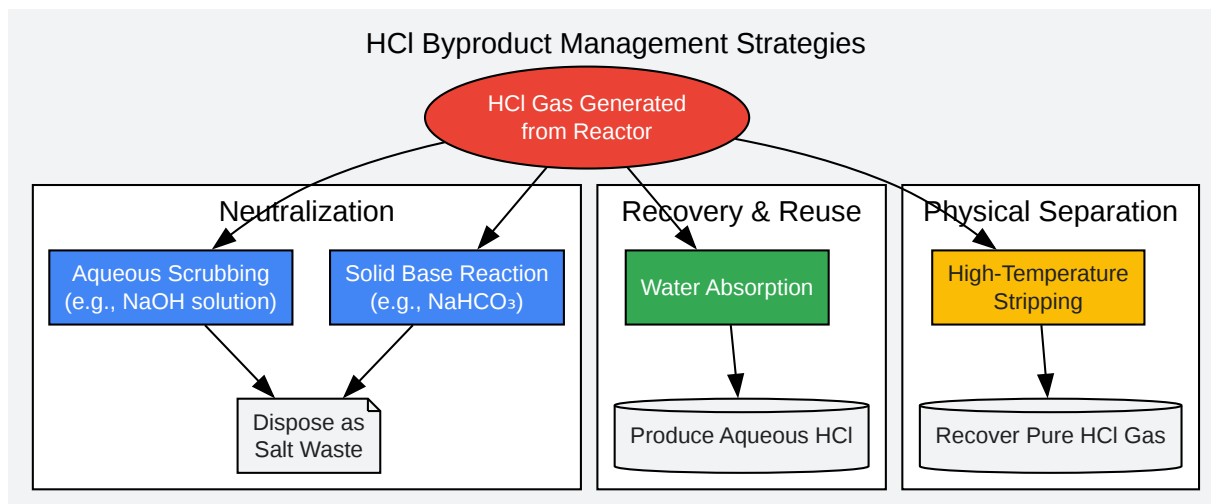 HCl Byproduct Management Strategies
HCl Gas Generated
from Reactor
Neutralization
Aqueous Scrubbing
(e.g., NaOH solution)
Solid Base Reaction
(e.g., NaHCO₃)
Dispose as
Salt Waste
Recovery & Reuse
Water Absorption
Produce Aqueous HCl
Physical Separation
High-Temperature
Stripping
Recover Pure HCl Gas